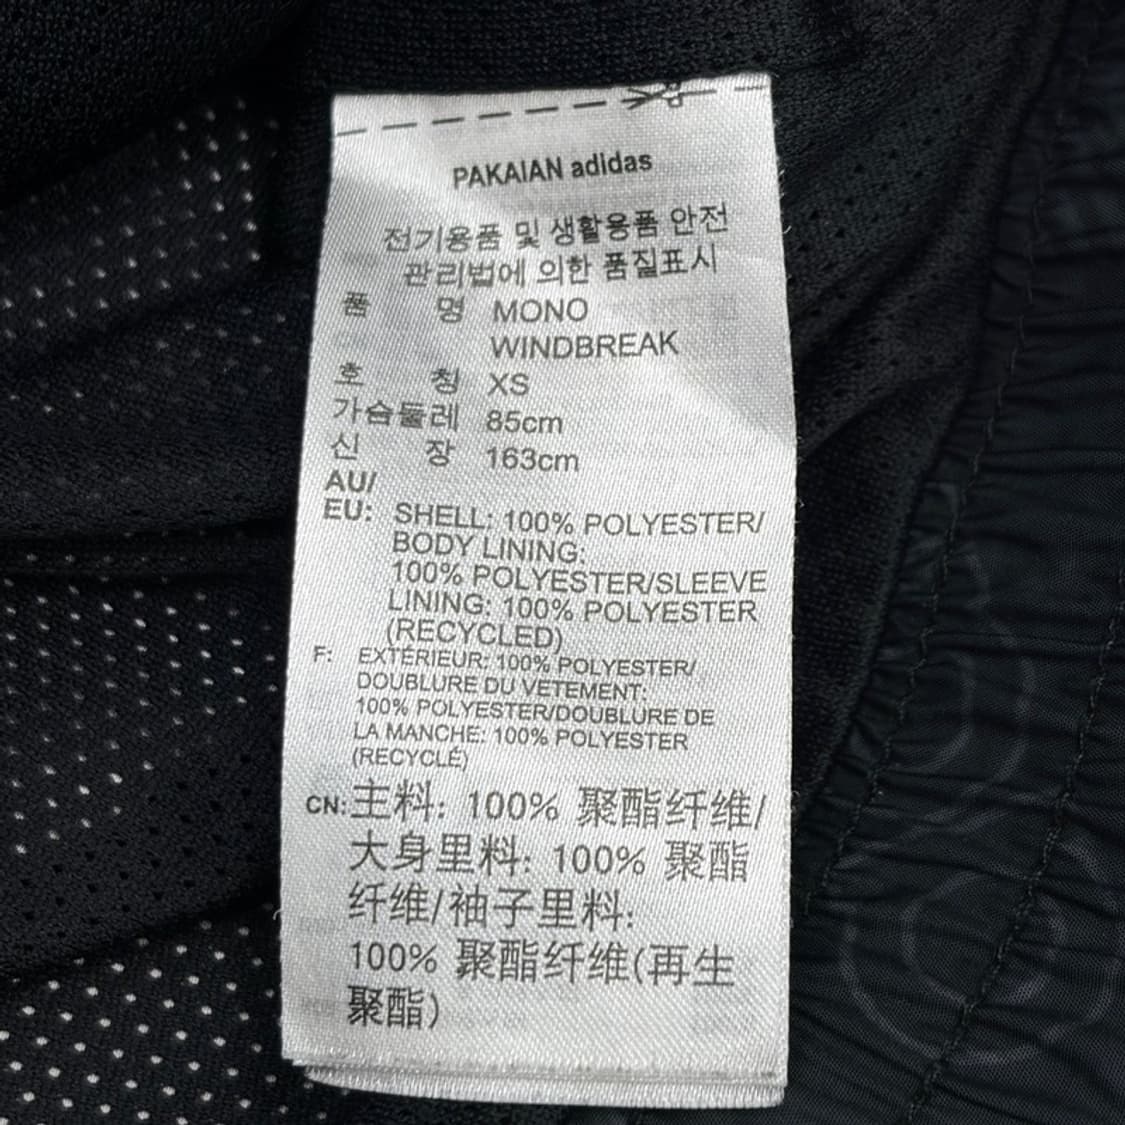 PAKAIAN adidas
전기용품 및 생활용품 안전
관리법에 의한 품질표시
품 명 MONO
WINDBREAK
호 칭 XS
가슴둘레 85cm
신 장 163cm
AU/
EU: SHELL: 100% POLYESTER/
BODY LINING:
100% POLYESTER/SLEEVE
LINING: 100% POLYESTER
(RECYCLED)
F: EXTÉRIEUR: 100% POLYESTER/
DOUBLURE DU VETEMENT:
100% POLYESTER/DOUBLURE DE
LA MANCHE: 100% POLYESTER
(RECYCLÉ)
CN: 主料: 100% 聚酯纤维/
大身里料: 100% 聚酯
纤维/袖子里料:
100% 聚酯纤维(再生
聚酯)